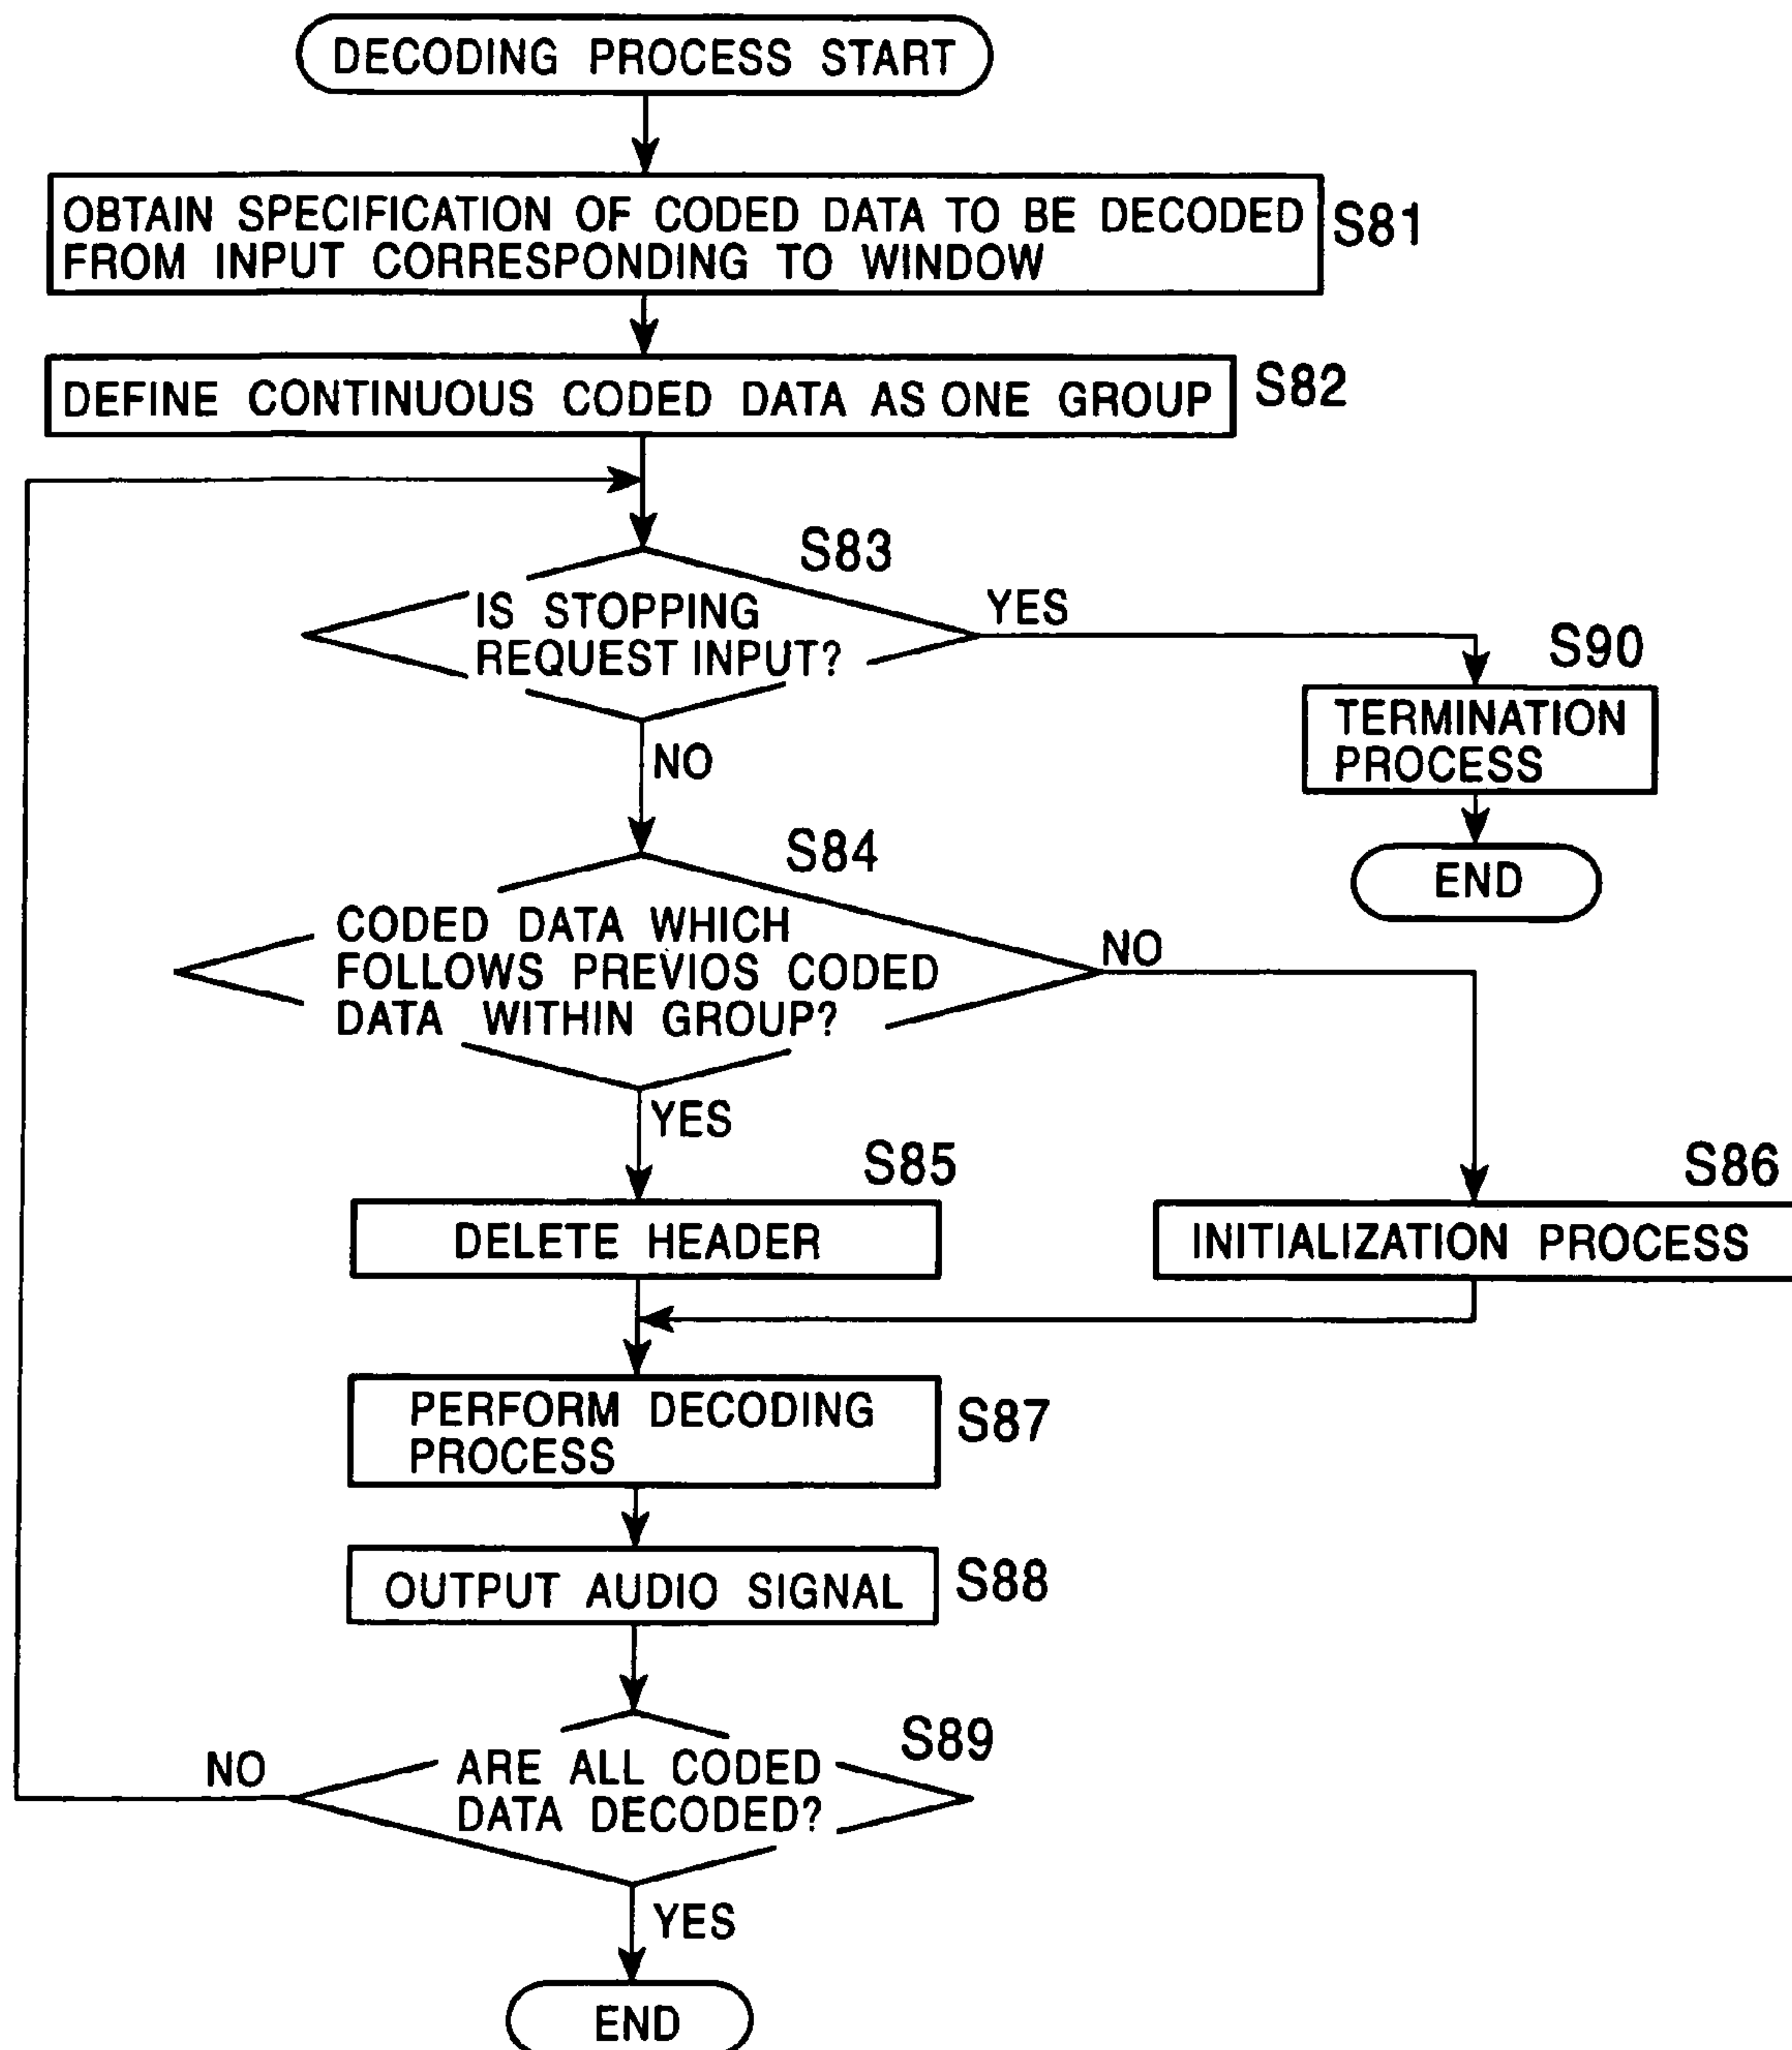 DECODING PROCESS START
OBTAIN SPECIFICATION OF CODED DATA TO BE DECODED
FROM INPUT CORRESPONDING TO WINDOW
S81
DEFINE CONTINUOUS CODED DATA AS ONE GROUP
S82
S83
IS STOPPING
REQUEST INPUT?
YES
NO
S90
TERMINATION
PROCESS
END
S84
CODED DATA WHICH
FOLLOWS PREVIOS CODED
DATA WITHIN GROUP?
NO
YES
S85
DELETE HEADER
S86
INITIALIZATION PROCESS
PERFORM DECODING
PROCESS
S87
OUTPUT AUDIO SIGNAL
S88
S89
ARE ALL CODED
DATA DECODED?
NO
YES
END